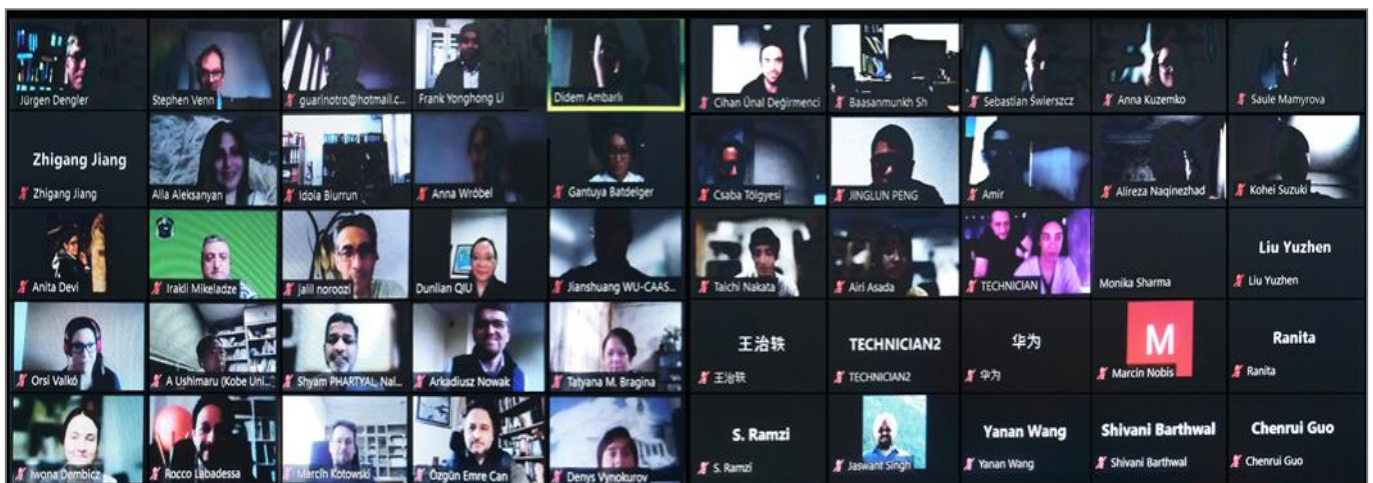 Jürgen Dengler
Stephen Venn
guarinotro@hotmail.c...
Frank Yonghong Li
Didem Ambarlı
Cihan Ünal Değirmenci
Baasanmunkh Sh
Sebastian Świerszcz
Anna Kuzemko
Saule Mamyrova
Zhigang Jiang
Zhigang Jiang
Alla Aleksanyan
Idoia Biurrun
Anna Wróbel
Gantuya Batdelger
Csaba Tölgyesi
JINGLUN PENG
Amir
Alireza Naqinezhad
Kohei Suzuki
Anita Devi
Irakli Mikeladze
jalil noroozi
Dunlian QIU
Jianshuang WU-CAAS...
Taichi Nakata
Airi Asada
TECHNICIAN
Monika Sharma
Liu Yuzhen
Liu Yuzhen
Orsi Valkó
A Ushimaru (Kobe Uni...
Shyam PHARTYAL, Nal...
Arkadiusz Nowak
Tatyana M. Bragina
王治轶
王治轶
TECHNICIAN2
TECHNICIAN2
华为
华为
M
Marcin Nobis
Ranita
Ranita
Iwona Dembicz
Rocco Labadessa
Marcin Kotowski
Özgün Emre Can
Denys Vynokurov
S. Ramzi
S. Ramzi
Jaswant Singh
Yanan Wang
Yanan Wang
Shivani Barthwal
Shivani Barthwal
Chenrui Guo
Chenrui Guo